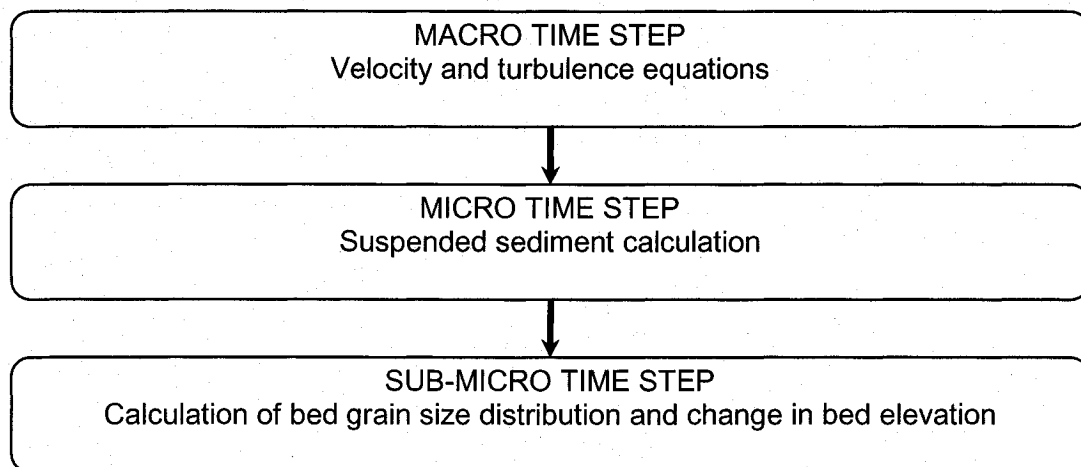 MACRO TIME STEP
Velocity and turbulence equations
MICRO TIME STEP
Suspended sediment calculation
SUB-MICRO TIME STEP
Calculation of bed grain size distribution and change in bed elevation